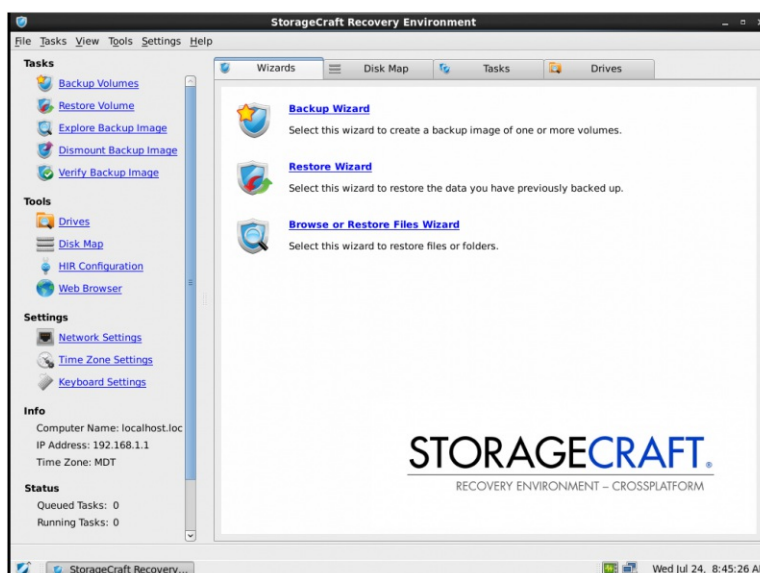 StorageCraft Recovery Environment
File Tasks View Tools Settings Help
Tasks
Backup Volumes
Restore Volume
Explore Backup Image
Dismount Backup Image
Verify Backup Image
Tools
Drives
Disk Map
HIR Configuration
Web Browser
Settings
Network Settings
Time Zone Settings
Keyboard Settings
Info
Computer Name: localhost.loc
IP Address: 192.168.1.1
Time Zone: MDT
Status
Queued Tasks: 0
Running Tasks: 0
Wizards Disk Map Tasks Drives
Backup Wizard
Select this wizard to create a backup image of one or more volumes.
Restore Wizard
Select this wizard to restore the data you have previously backed up.
Browse or Restore Files Wizard
Select this wizard to restore files or folders.
STORAGECRAFT®
RECOVERY ENVIRONMENT – CROSSPLATFORM
StorageCraft Recovery...
Wed Jul 24, 8:45:26 A